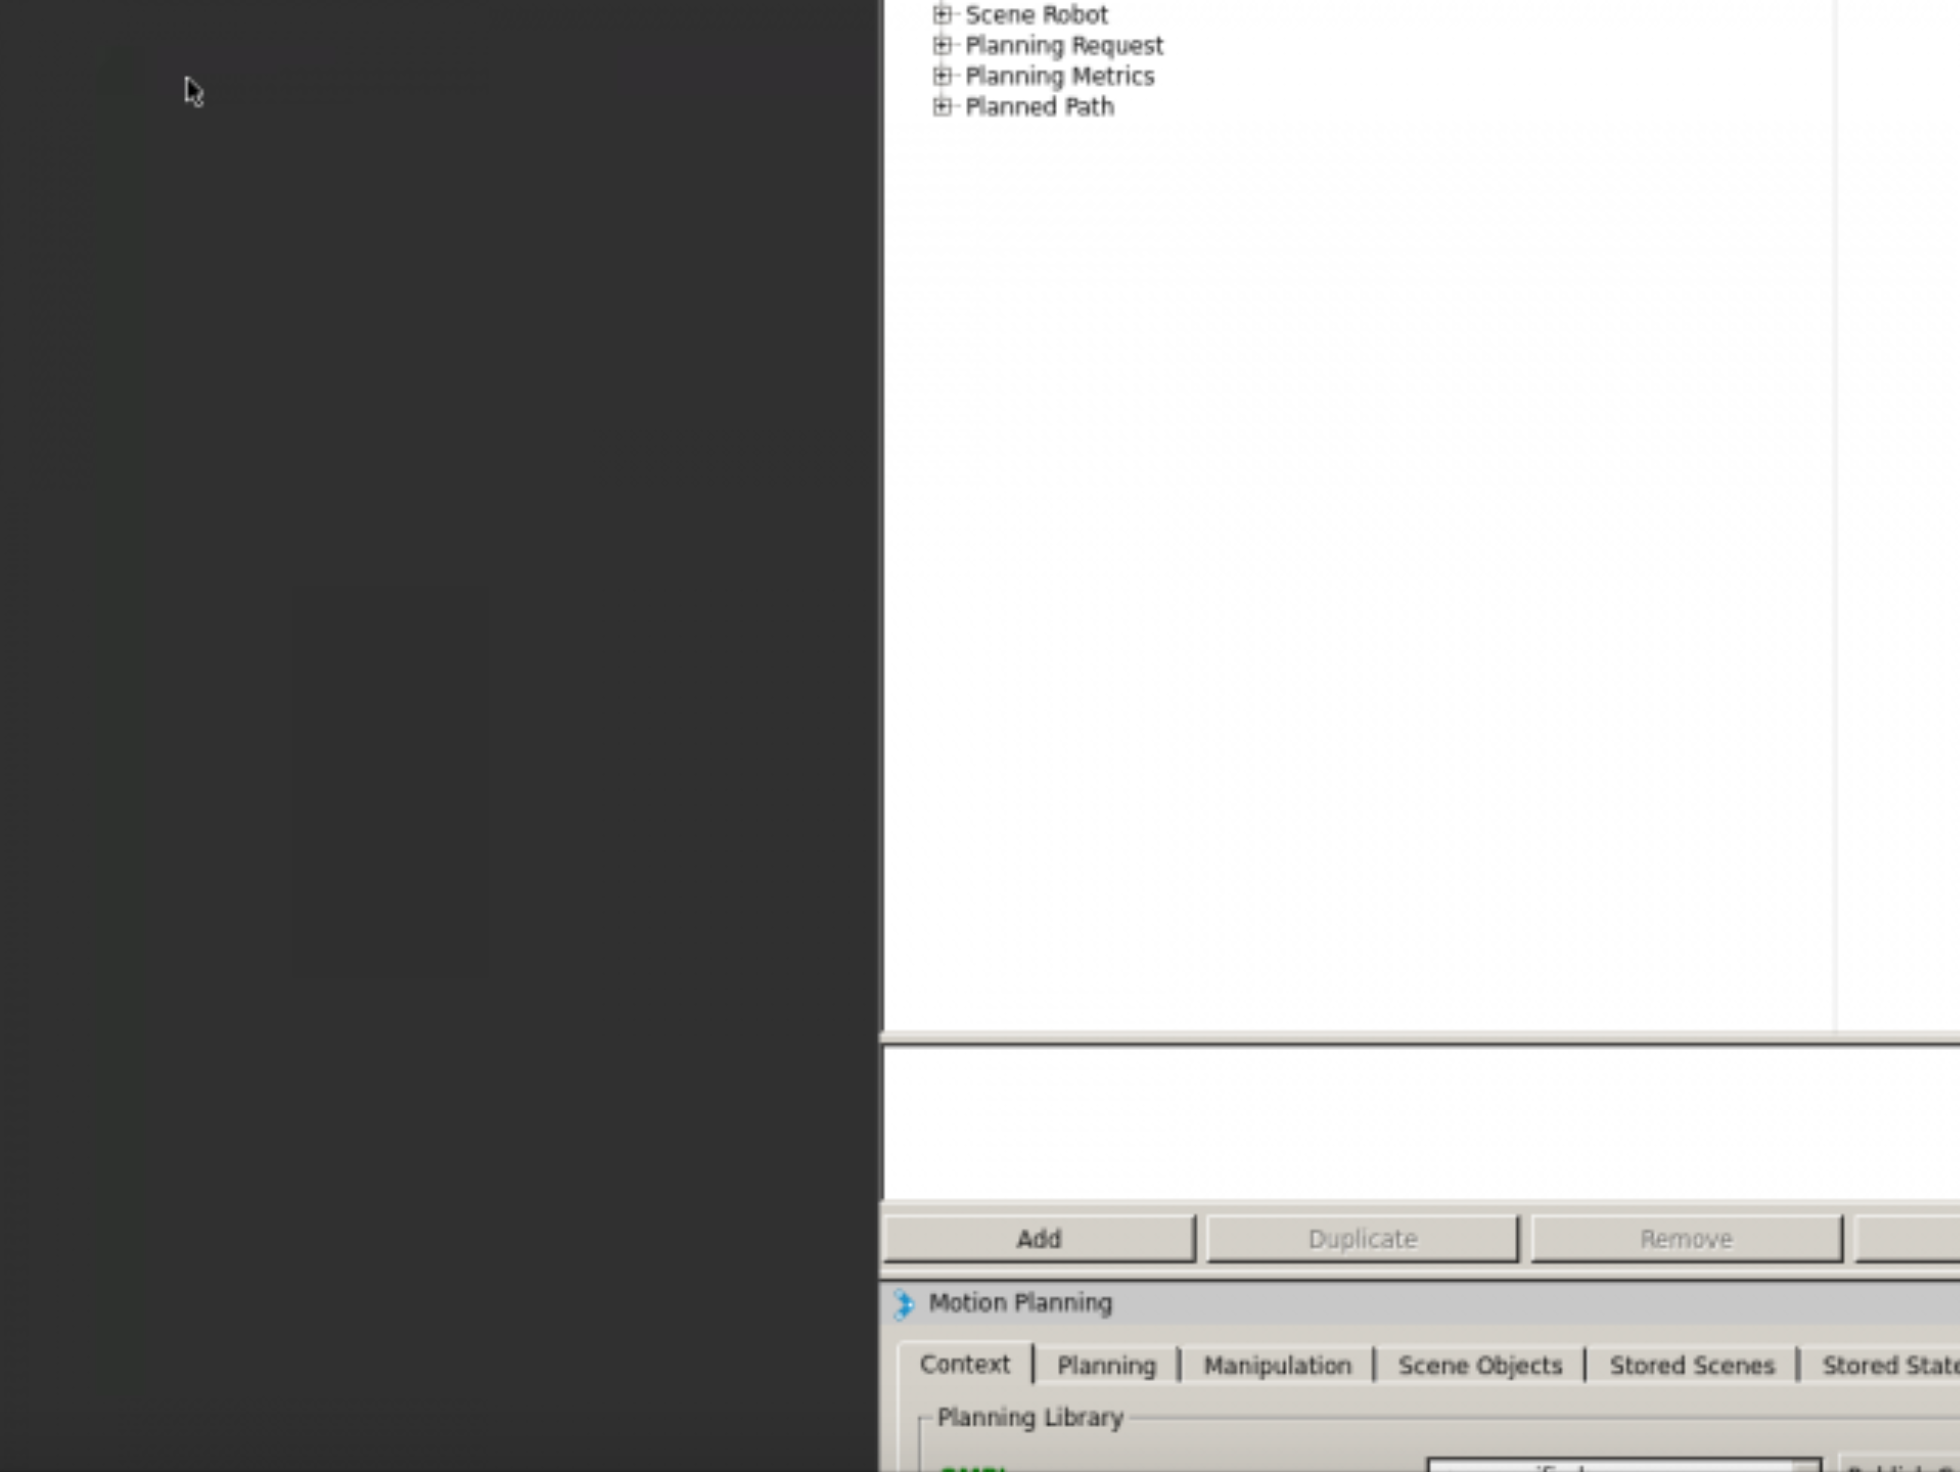 Scene Robot
Planning Request
Planning Metrics
Planned Path
Add Duplicate Remove
Motion Planning
Context Planning Manipulation Scene Objects Stored Scenes Stored State
Planning Library